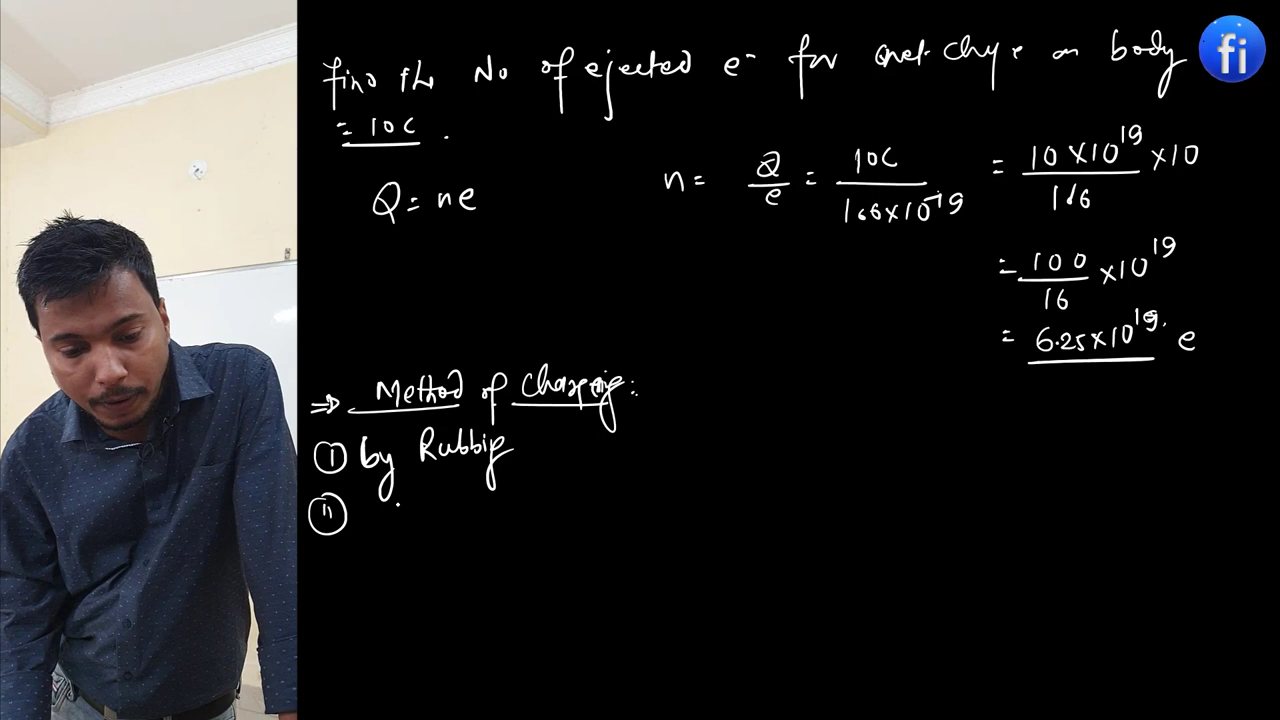 find the No of ejected e⁻ for net charge on body
= 10C .
Q = ne
n = Q/e = 10C/1.6×10⁻¹⁹ = 10×10¹⁹/16 ×10
= 100/16 ×10¹⁹
= 6.25×10¹⁹ e
⇒ Method of Charging:
① by Rubbing
ⓘⓘ
fi